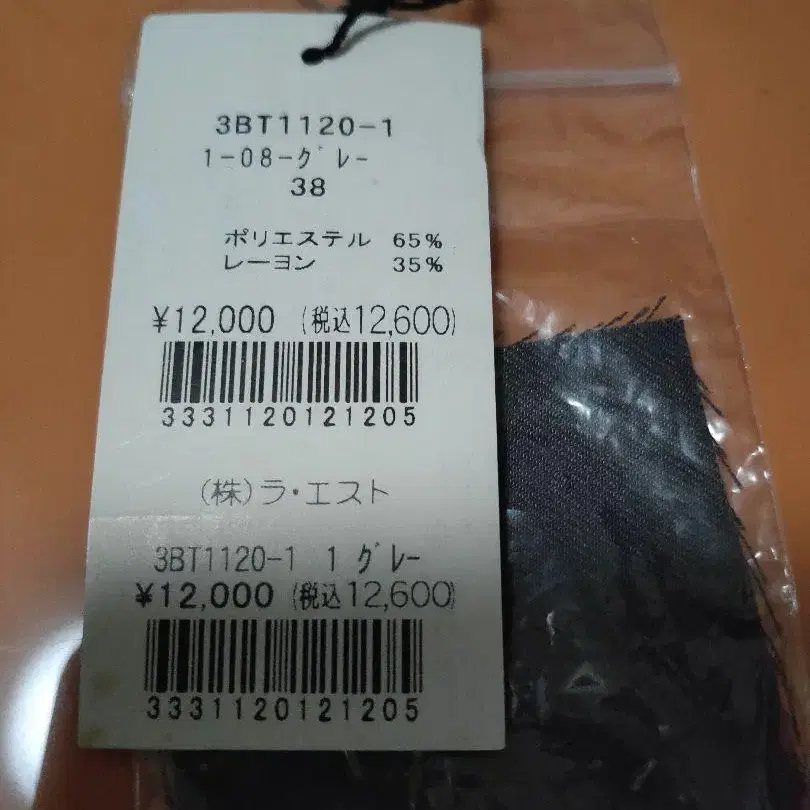 3BT1120-1
1-08-グレー
38
ポリエステル 65%
レーヨン 35%
¥12,000 (税込12,600)
3331120121205
(株)ラ・エスト
3BT1120-1 1 グレー
¥12,000 (税込12,600)
3331120121205